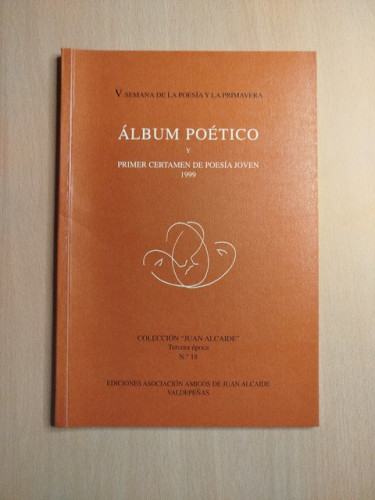 V SEMANA DE LA POESÍA Y LA PRIMAVERA
ÁLBUM POÉTICO
Y
PRIMER CERTAMEN DE POESÍA JOVEN
1999
COLECCIÓN "JUAN ALCAIDE"
Tercera época
N.º 18
EDICIONES ASOCIACIÓN AMIGOS DE JUAN ALCAIDE
VALDEPEÑAS